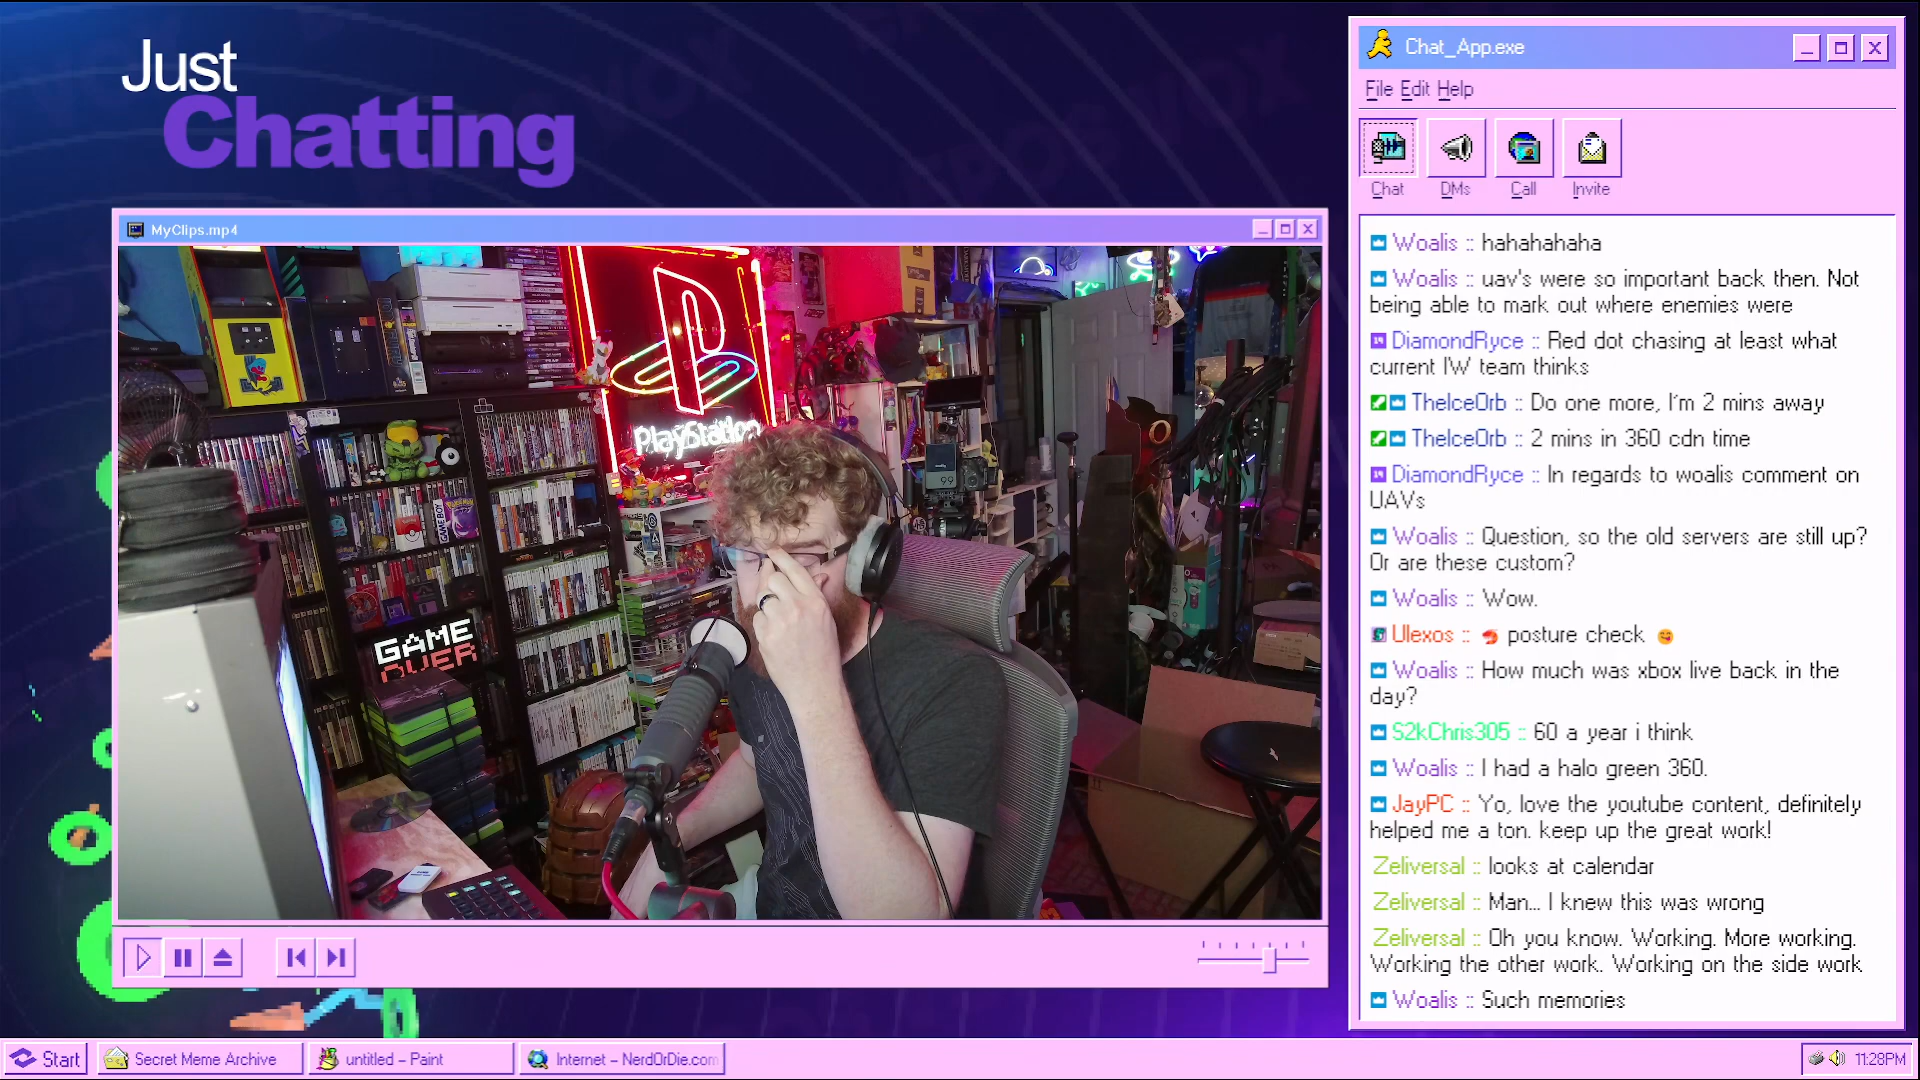 Just
Chatting
MyClips.mp4
PlayStation
GAME
OVER
GAME BOY
99
Chat_App.exe
File Edit Help
Chat DMs Call Invite
Woalis :: hahahahaha
Woalis :: uav's were so important back then. Not
being able to mark out where enemies were
DiamondRyce :: Red dot chasing at least what
current IW team thinks
TheIceOrb :: Do one more, I'm 2 mins away
TheIceOrb :: 2 mins in 360 cdn time
DiamondRyce :: In regards to woalis comment on
UAVs
Woalis :: Question, so the old servers are still up?
Or are these custom?
Woalis :: Wow.
Ulexos :: 🦐 posture check 😋
Woalis :: How much was xbox live back in the
day?
S2kChris305 :: 60 a year i think
Woalis :: I had a halo green 360.
JayPC :: Yo, love the youtube content, definitely
helped me a ton. keep up the great work!
Zeliversal :: looks at calendar
Zeliversal :: Man... I knew this was wrong
Zeliversal :: Oh you know. Working. More working.
Working the other work. Working on the side work
Woalis :: Such memories
Start
Secret Meme Archive
untitled - Paint
Internet - NerdOrDie.com
11:28PM